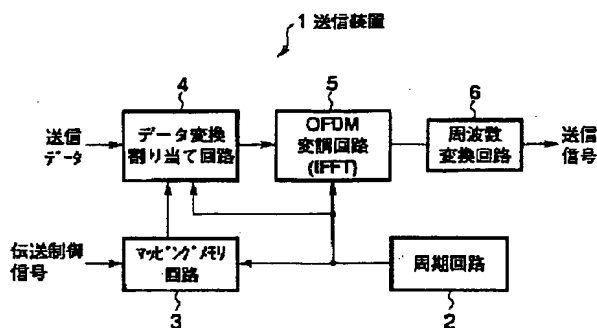 1 送信装置
4
5
6
送信
データ
データ変換
割り当て回路
OFDM
変調回路
(IFFT)
周波数
変換回路
送信
信号
伝送制御
信号
マッピングメモリ
回路
周期回路
3
2